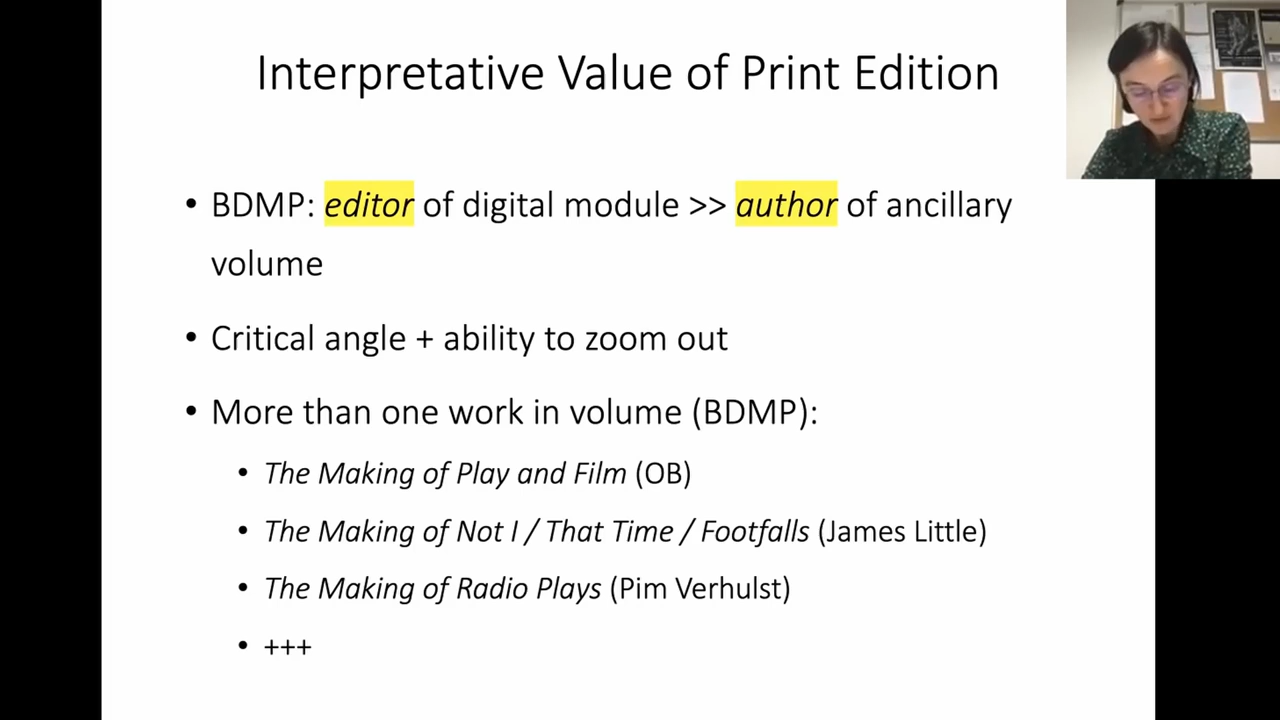 Interpretative Value of Print Edition
• BDMP: editor of digital module >> author of ancillary
volume
• Critical angle + ability to zoom out
• More than one work in volume (BDMP):
• The Making of Play and Film (OB)
• The Making of Not I / That Time / Footfalls (James Little)
• The Making of Radio Plays (Pim Verhulst)
• +++